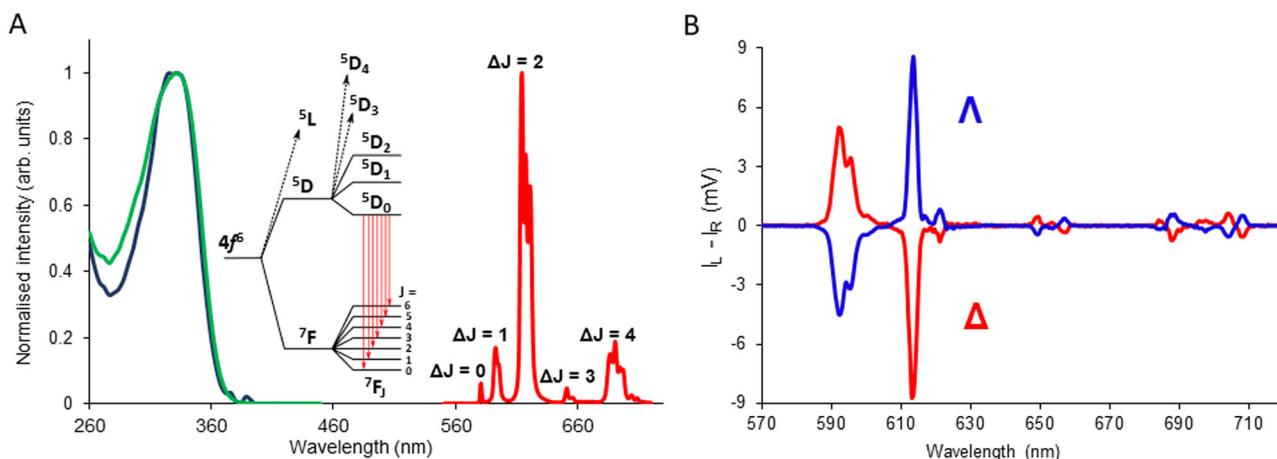 A
Normalised intensity (arb. units)
1
0.8
0.6
0.4
0.2
0
260
360
460
560
660
Wavelength (nm)
4f⁶
⁵L
⁵D
⁷F
⁵D₄
⁵D₃
⁵D₂
⁵D₁
⁵D₀
J =
6
5
4
3
2
1
0
⁷F_J
ΔJ = 0
ΔJ = 1
ΔJ = 2
ΔJ = 3
ΔJ = 4
B
I_L – I_R (mV)
9
6
3
0
-3
-6
-9
570
590
610
630
650
670
690
710
Wavelength (nm)
Λ
Δ